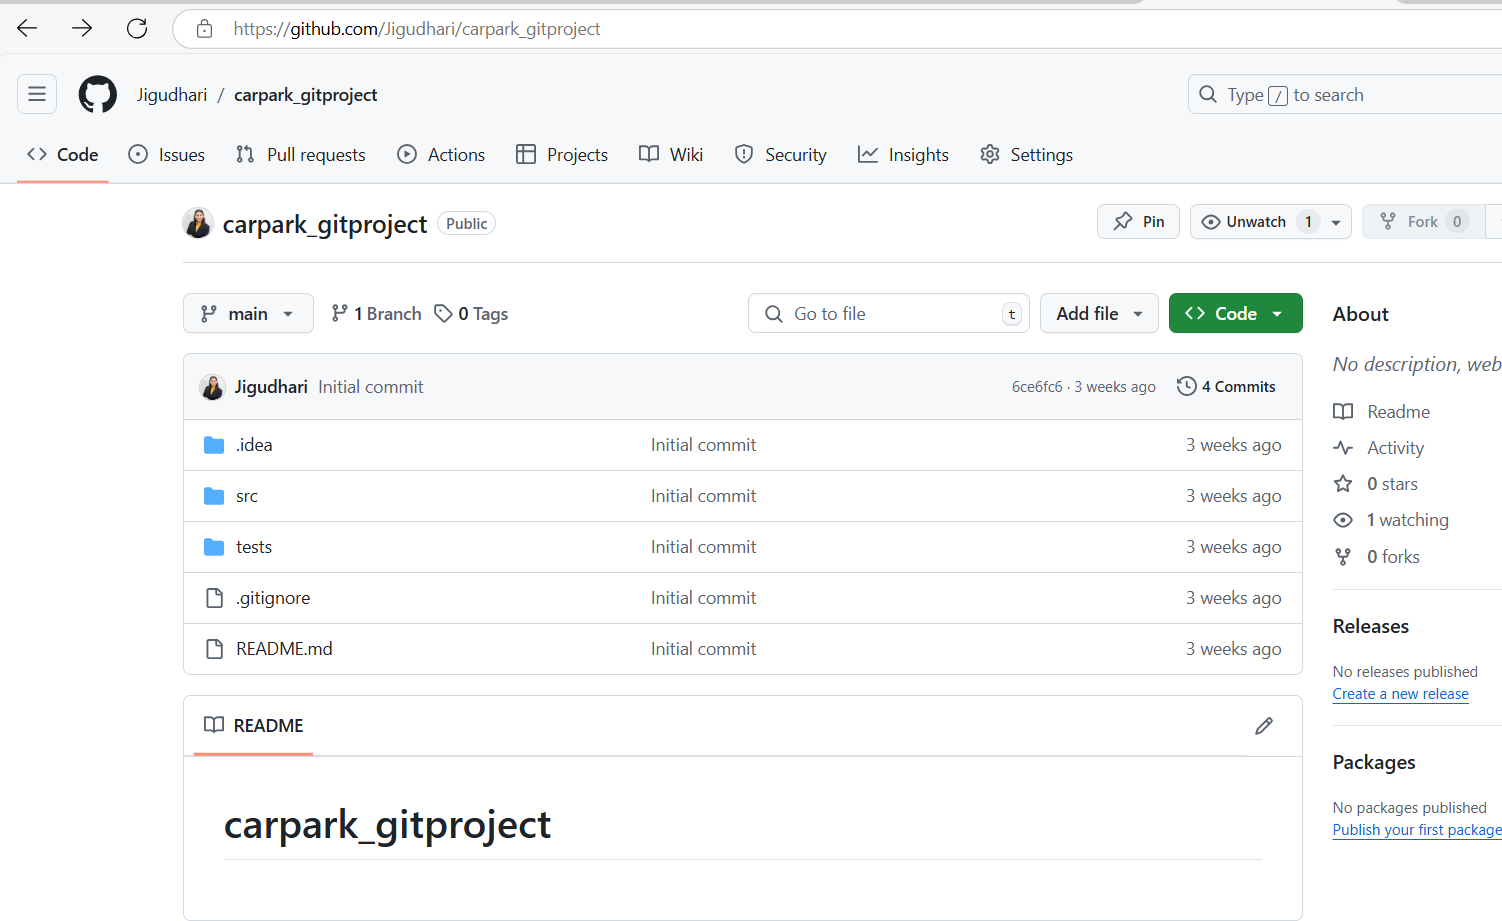 https://github.com/Jigudhari/carpark_gitproject
Jigudhari / carpark_gitproject
Type / to search
Code Issues Pull requests Actions Projects Wiki Security Insights Settings
carpark_gitproject Public
Pin Unwatch 1 Fork 0
main 1 Branch 0 Tags
Go to file t Add file Code
Jigudhari Initial commit 6ce6fc6 · 3 weeks ago 4 Commits
.idea Initial commit 3 weeks ago
src Initial commit 3 weeks ago
tests Initial commit 3 weeks ago
.gitignore Initial commit 3 weeks ago
README.md Initial commit 3 weeks ago
README
carpark_gitproject
About
No description, web
Readme
Activity
0 stars
1 watching
0 forks
Releases
No releases published
Create a new release
Packages
No packages published
Publish your first package